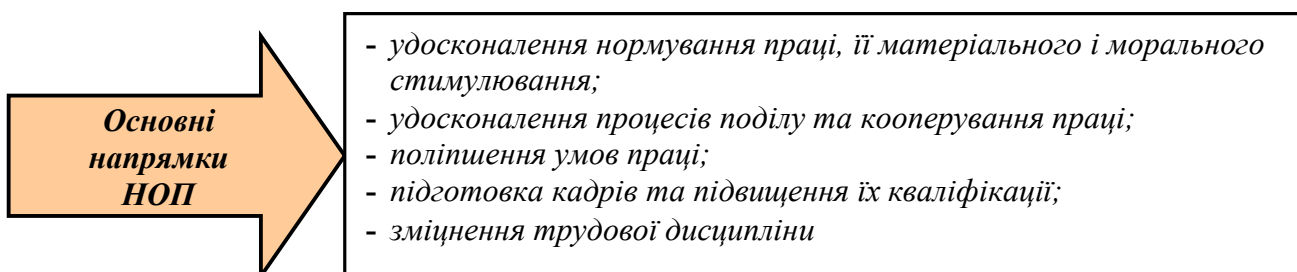 Основні
напрямки
НОП
- удосконалення нормування праці, її матеріального і морального
стимулювання;
- удосконалення процесів поділу та кооперування праці;
- поліпшення умов праці;
- підготовка кадрів та підвищення їх кваліфікації;
- зміцнення трудової дисципліни